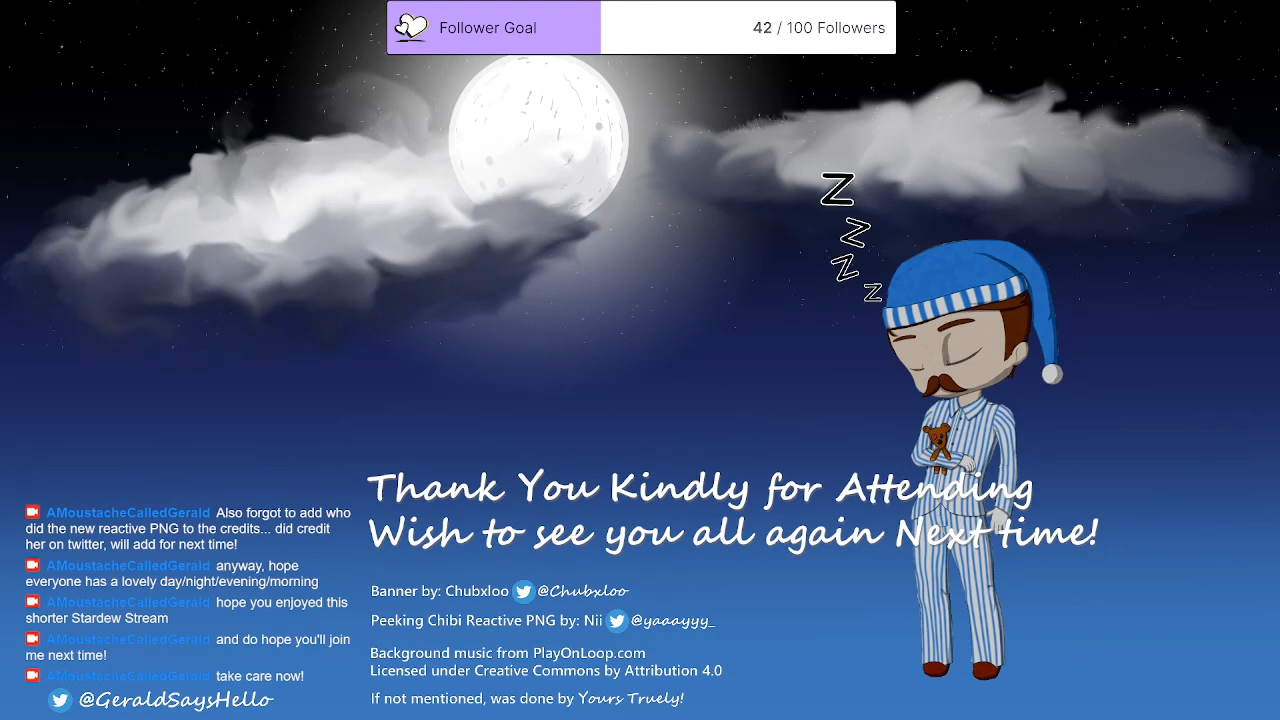 Follower Goal
42 / 100 Followers
Z
Z
Z
Z
Thank You Kindly for Attending
Wish to see you all again Next time!
AMoustacheCalledGerald Also forgot to add who
did the new reactive PNG to the credits... did credit
her on twitter, will add for next time!
AMoustacheCalledGerald anyway, hope
everyone has a lovely day/night/evening/morning
AMoustacheCalledGerald hope you enjoyed this
shorter Stardew Stream
AMoustacheCalledGerald and do hope you'll join
me next time!
AMoustacheCalledGerald take care now!
@GeraldSaysHello
Banner by: Chubxloo @Chubxloo
Peeking Chibi Reactive PNG by: Nii @yaaayyy_
Background music from PlayOnLoop.com
Licensed under Creative Commons by Attribution 4.0
If not mentioned, was done by Yours Truely!